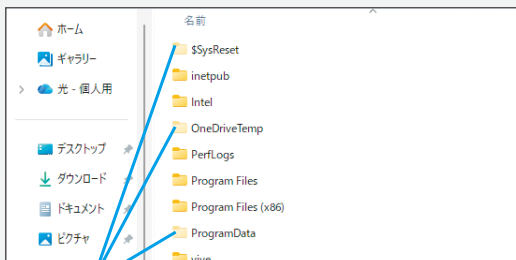 ホーム
ギャラリー
光 - 個人用
デスクトップ
ダウンロード
ドキュメント
ピクチャ
名前
$SysReset
inetpub
Intel
OneDriveTemp
PerfLogs
Program Files
Program Files (x86)
ProgramData